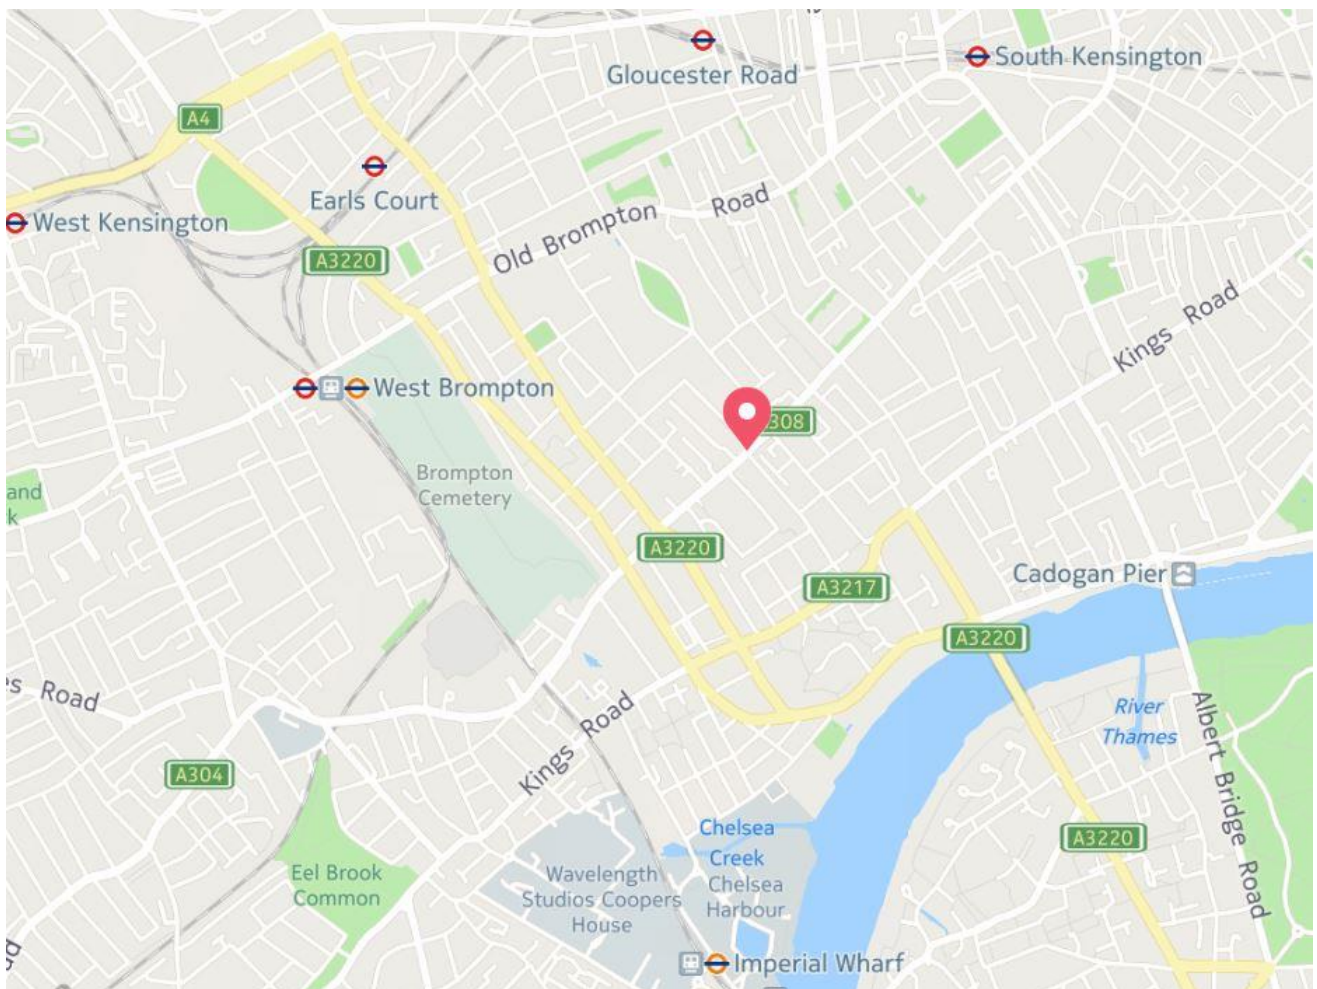 Gloucester Road
South Kensington
A4
Earls Court
West Kensington
Old Brompton Road
A3220
Kings Road
West Brompton
308
Brompton
Cemetery
and
k
A3220
Cadogan Pier
A3217
A3220
s Road
Kings Road
River
Thames
Albert Bridge Road
A304
Chelsea
Creek
A3220
Eel Brook
Common
Wavelength
Studios Coopers
House
Chelsea
Harbour
Imperial Wharf